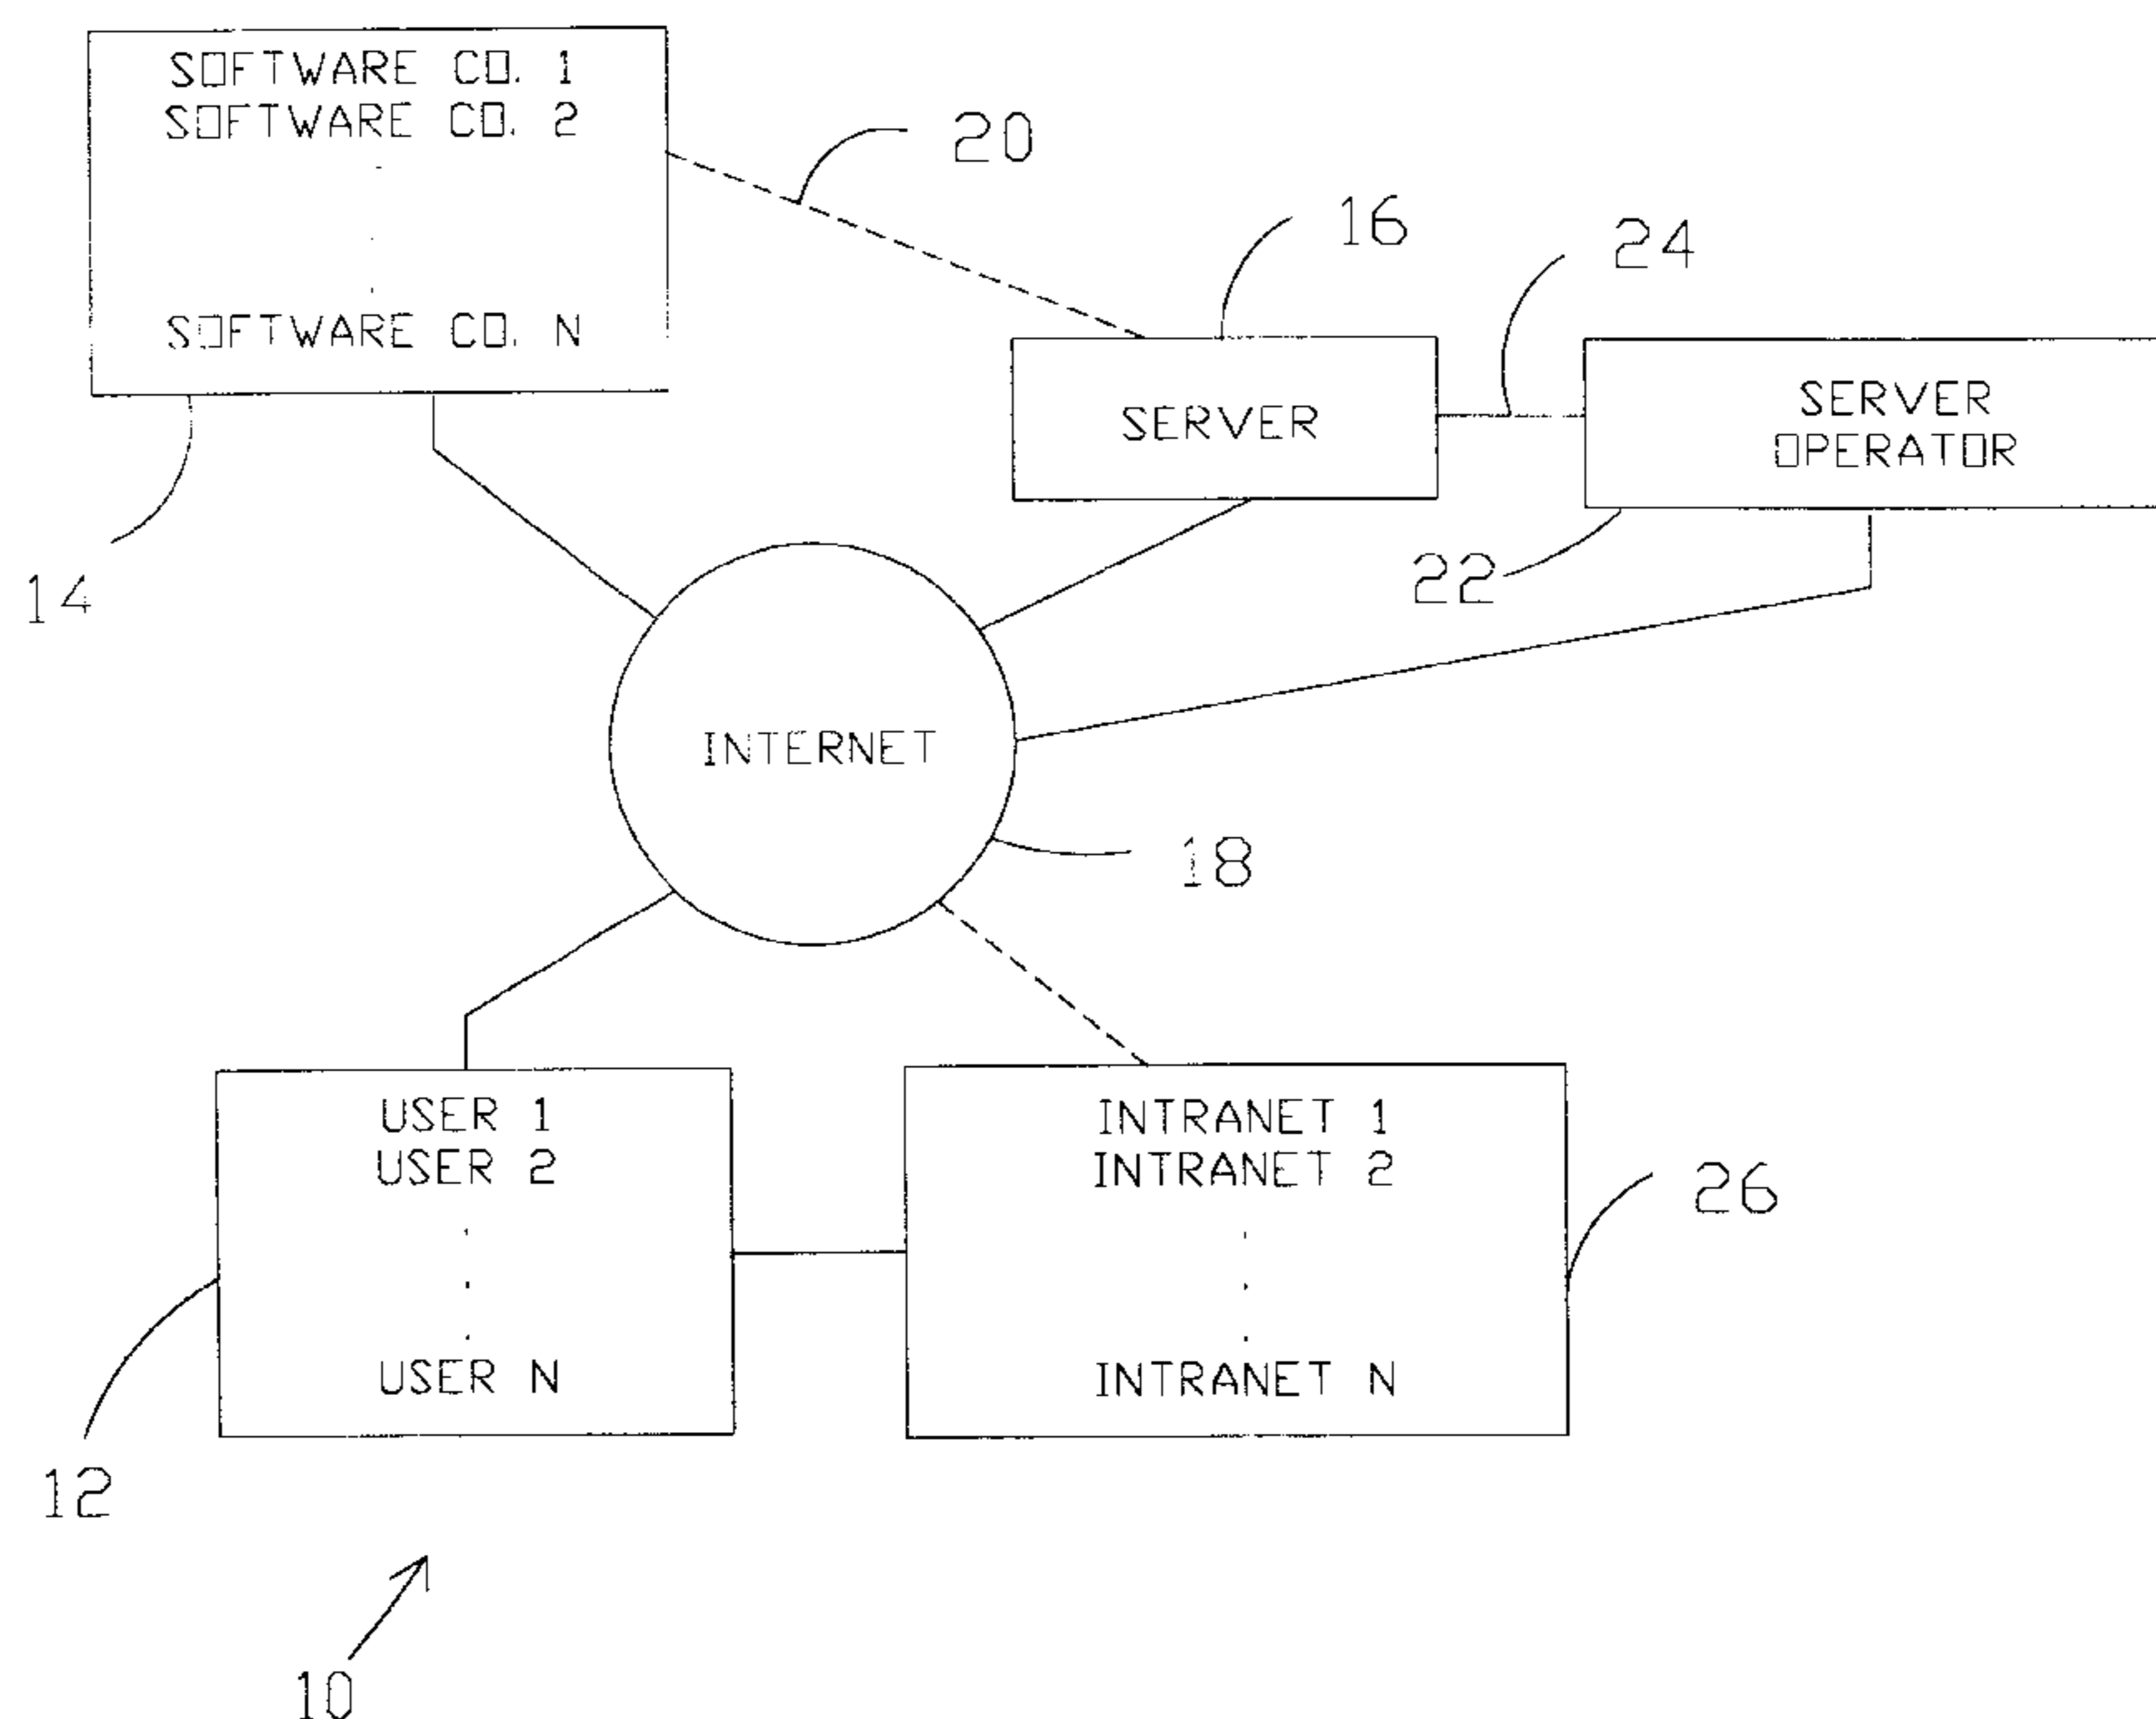 SOFTWARE CO. 1
SOFTWARE CO. 2
.
.
.
SOFTWARE CO. N
20
16
24
SERVER
SERVER
OPERATOR
14
22
INTERNET
18
USER 1
USER 2
.
.
.
USER N
INTRANET 1
INTRANET 2
.
.
.
INTRANET N
26
12
10